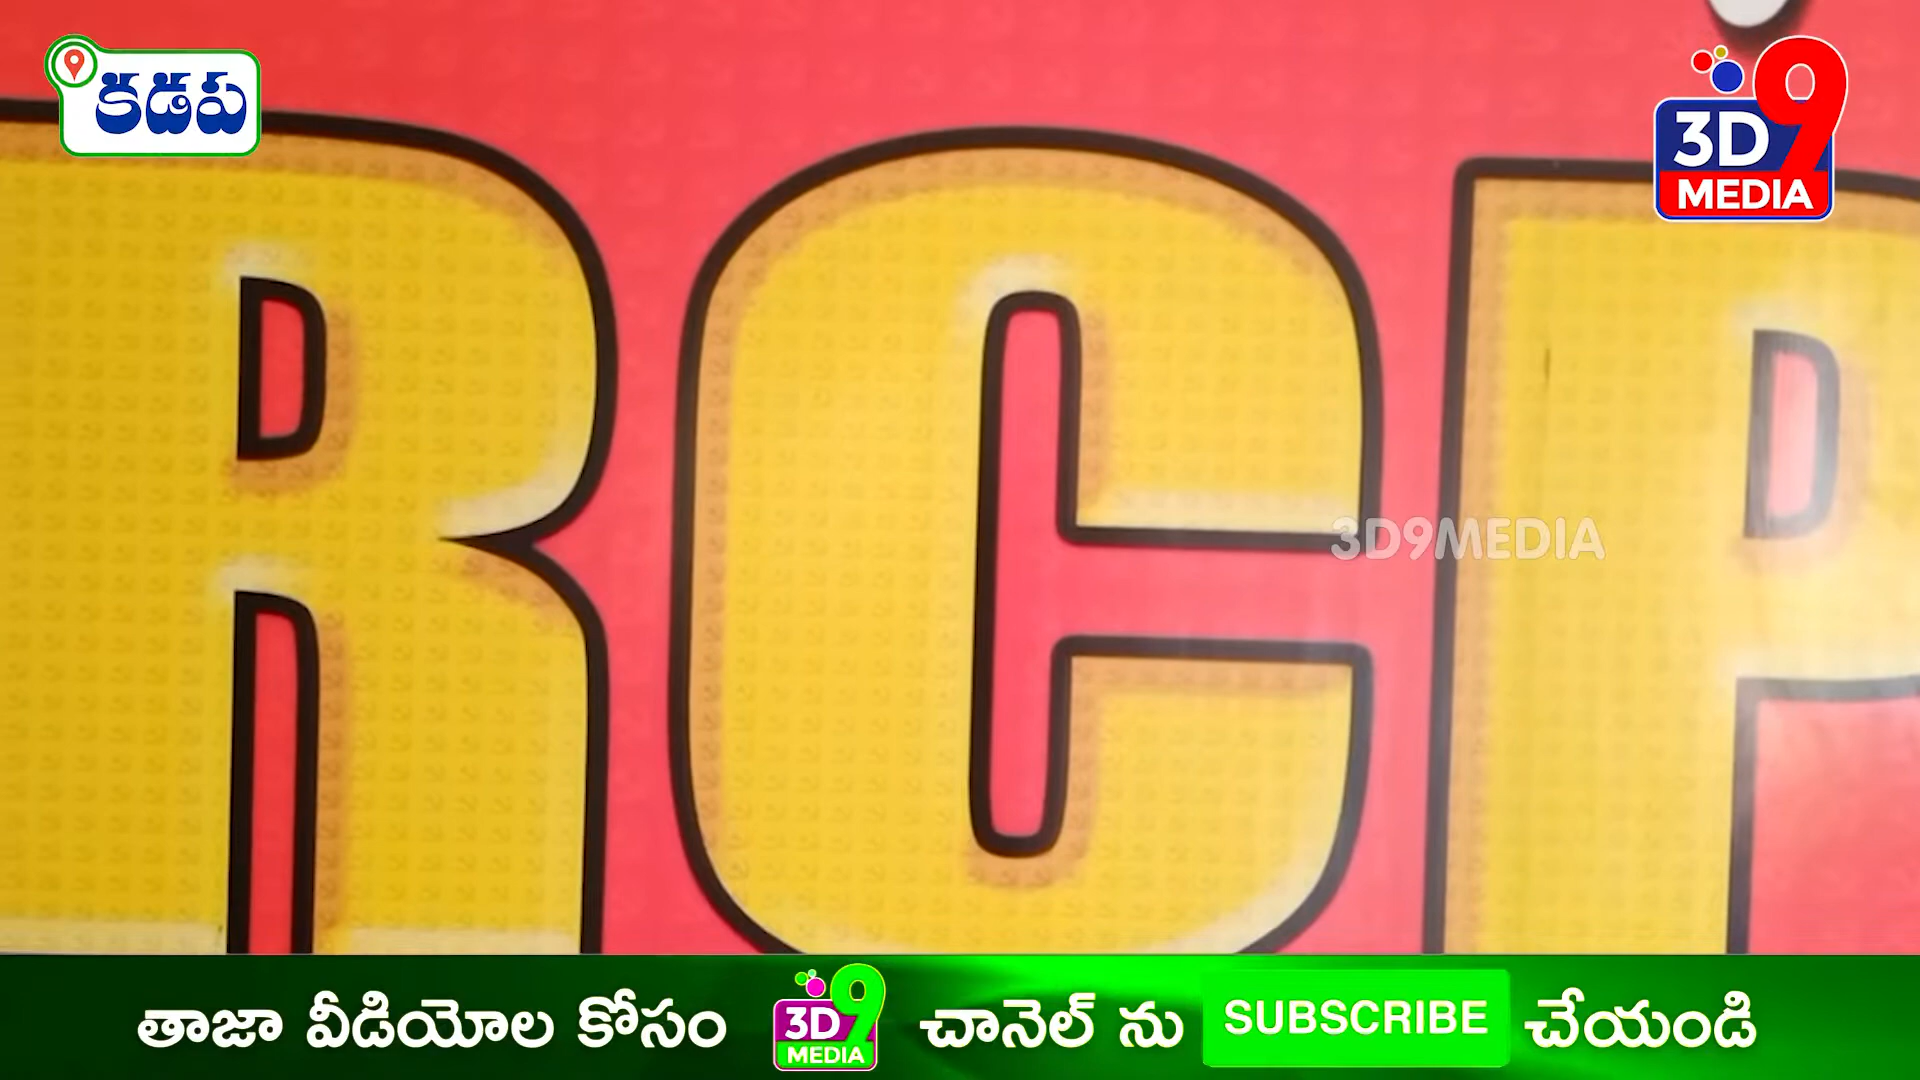 కడప
3D9
MEDIA
RCP
3D9MEDIA
తాజా వీడియోల కోసం 3D9 MEDIA చానెల్ ను SUBSCRIBE చేయండి